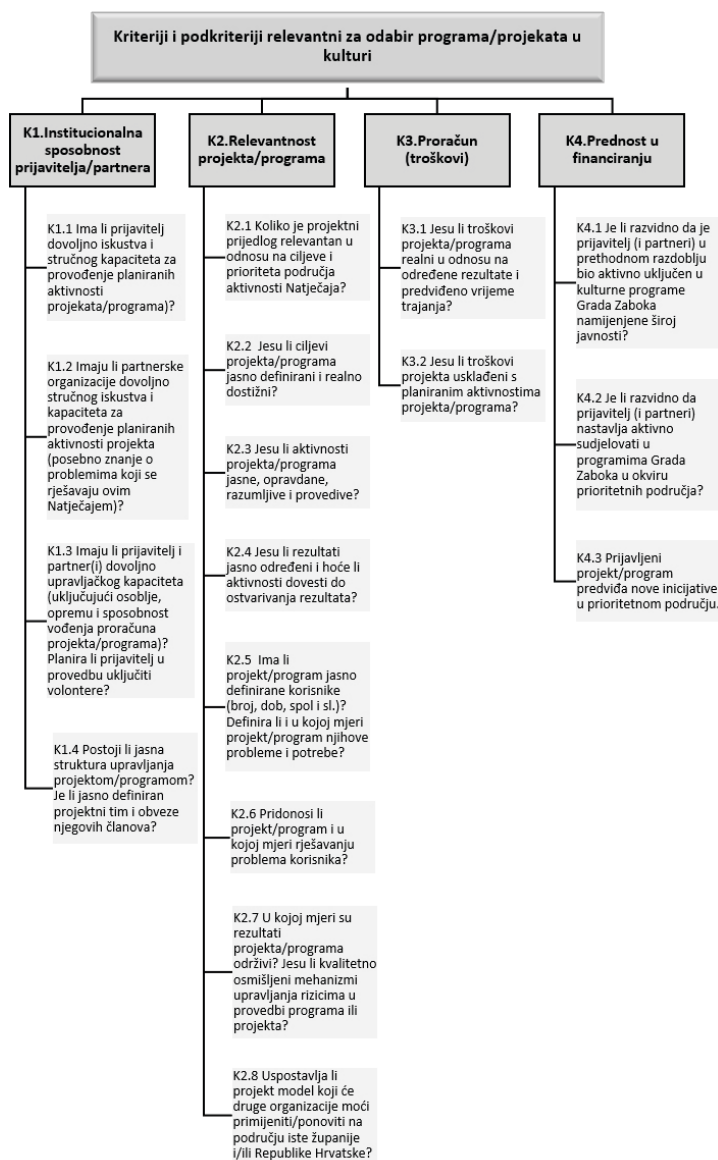 Kriteriji i podkriteriji relevantni za odabir programa/projekata u
kulturi
K1.Institucionalna
sposobnost
prijavitelja/partnera
K1.1 Ima li prijavitelj
dovoljno iskustva i
stručnog kapaciteta za
provođenje planiranih
aktivnosti
projekata/programa)?
K1.2 Imaju li partnerske
organizacije dovoljno
stručnog iskustva i
kapaciteta za
provođenje planiranih
aktivnosti projekta
(posebno znanje o
problemima koji se
rješavaju ovim
Natječajem)?
K1.3 Imaju li prijavitelj i
partner(i) dovoljno
upravljačkog kapaciteta
(uključujući osoblje,
opremu i sposobnost
vođenja proračuna
projekta/programa)?
Planira li prijavitelj u
provedbu uključiti
volontere?
K1.4 Postoji li jasna
struktura upravljanja
projektom/programom?
Je li jasno definiran
projektni tim i obveze
njegovih članova?
K2.Relevantnost
projekta/programa
K2.1 Koliko je projektni
prijedlog relevantan u
odnosu na ciljeve i
prioriteta područja
aktivnosti Natječaja?
K2.2 Jesu li ciljevi
projekta/programa
jasno definirani i realno
dostižni?
K2.3 Jesu li aktivnosti
projekta/programa
jasne, opravdane,
razumljive i provedive?
K2.4 Jesu li rezultati
jasno određeni i hoće li
aktivnosti dovesti do
ostvarivanja rezultata?
K2.5 Ima li
projekt/program jasno
definirane korisnike
(broj, dob, spol i sl.)?
Definira li i u kojoj mjeri
projekt/program njihove
probleme i potrebe?
K2.6 Pridonosi li
projekt/program i u
kojoj mjeri rješavanju
problema korisnika?
K2.7 U kojoj mjeri su
rezultati
projekta/programa
održivi? Jesu li kvalitetno
osmišljeni mehanizmi
upravljanja rizicima u
provedbi programa ili
projekta?
K2.8 Uspostavlja li
projekt model koji će
druge organizacije moći
primijeniti/ponoviti na
području iste županije
i/ili Republike Hrvatske?
K3.Proračun
(troškovi)
K3.1 Jesu li troškovi
projekta/programa
realni u odnosu na
određene rezultate i
predviđeno vrijeme
trajanja?
K3.2 Jesu li troškovi
projekta usklađeni s
planiranim aktivnostima
projekta/programa?
K4.Prednost u
financiranju
K4.1 Je li razvidno da je
prijavitelj (i partneri) u
prethodnom razdoblju
bio aktivno uključen u
kulturne programe
Grada Zaboka
namijenjene široj
javnosti?
K4.2 Je li razvidno da
prijavitelj (i partneri)
nastavlja aktivno
sudjelovati u
programima Grada
Zaboka u okviru
prioritetnih područja?
K4.3 Prijavljeni
projekt/program
predviđa nove inicijative
u prioritetnom području.